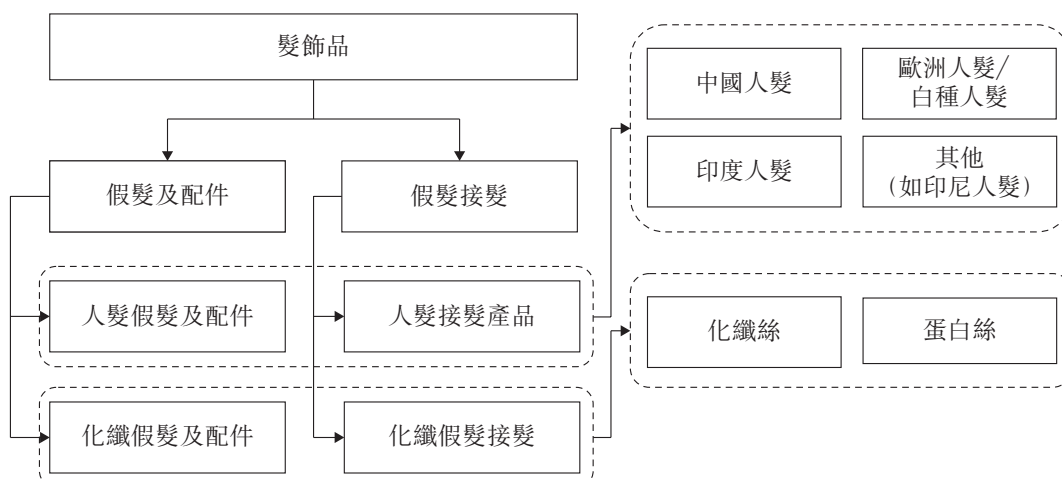 髮飾品
假髮及配件
假髮接髮
人髮假髮及配件
人髮接髮產品
化纖假髮及配件
化纖假髮接髮
中國人髮
歐洲人髮/
白種人髮
印度人髮
其他
(如印尼人髮)
化纖絲
蛋白絲